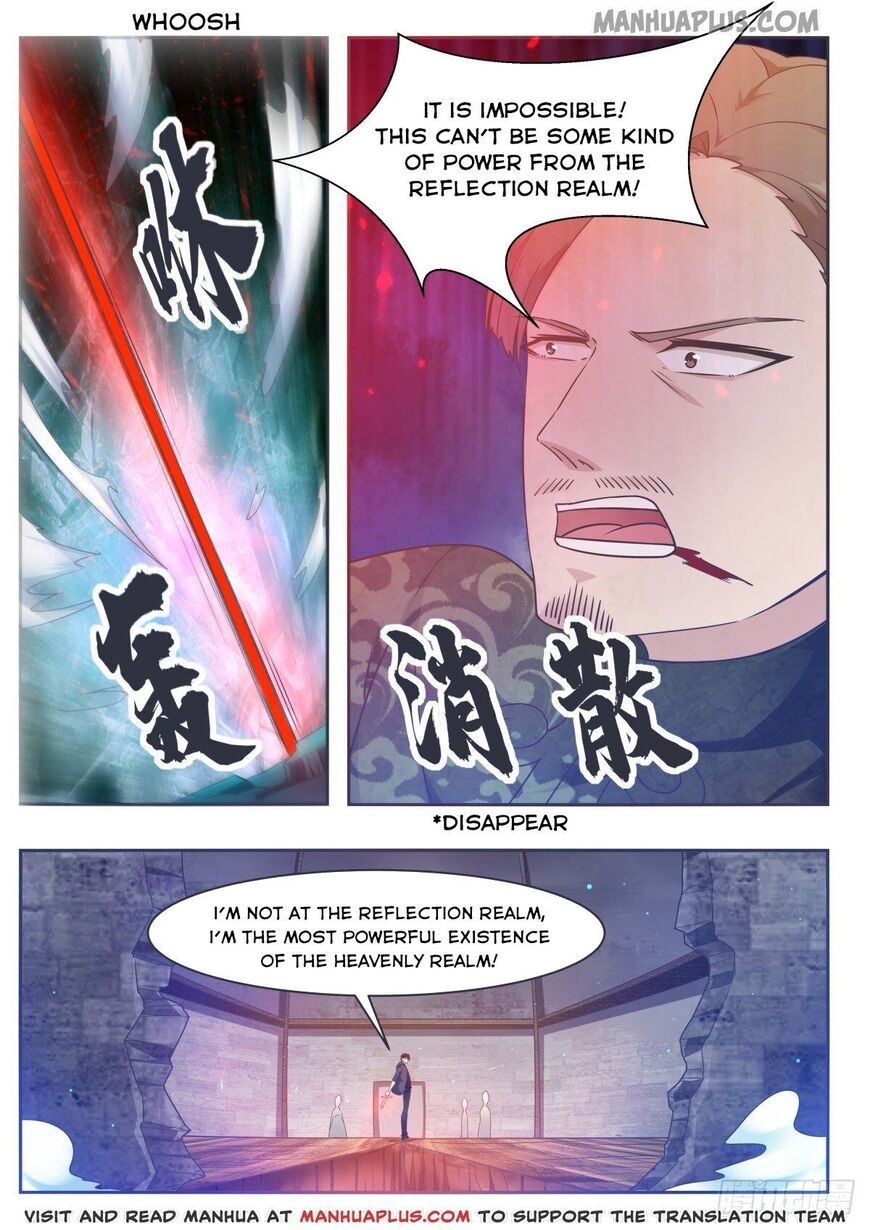 WHOOSH
MANHUAPLUS.COM
IT IS IMPOSSIBLE!
THIS CAN'T BE SOME KIND
OF POWER FROM THE
REFLECTION REALM!
咻
轰
消散
*DISAPPEAR
I'M NOT AT THE REFLECTION REALM,
I'M THE MOST POWERFUL EXISTENCE
OF THE HEAVENLY REALM!
VISIT AND READ MANHUA AT MANHUAPLUS.COM TO SUPPORT THE TRANSLATION TEAM